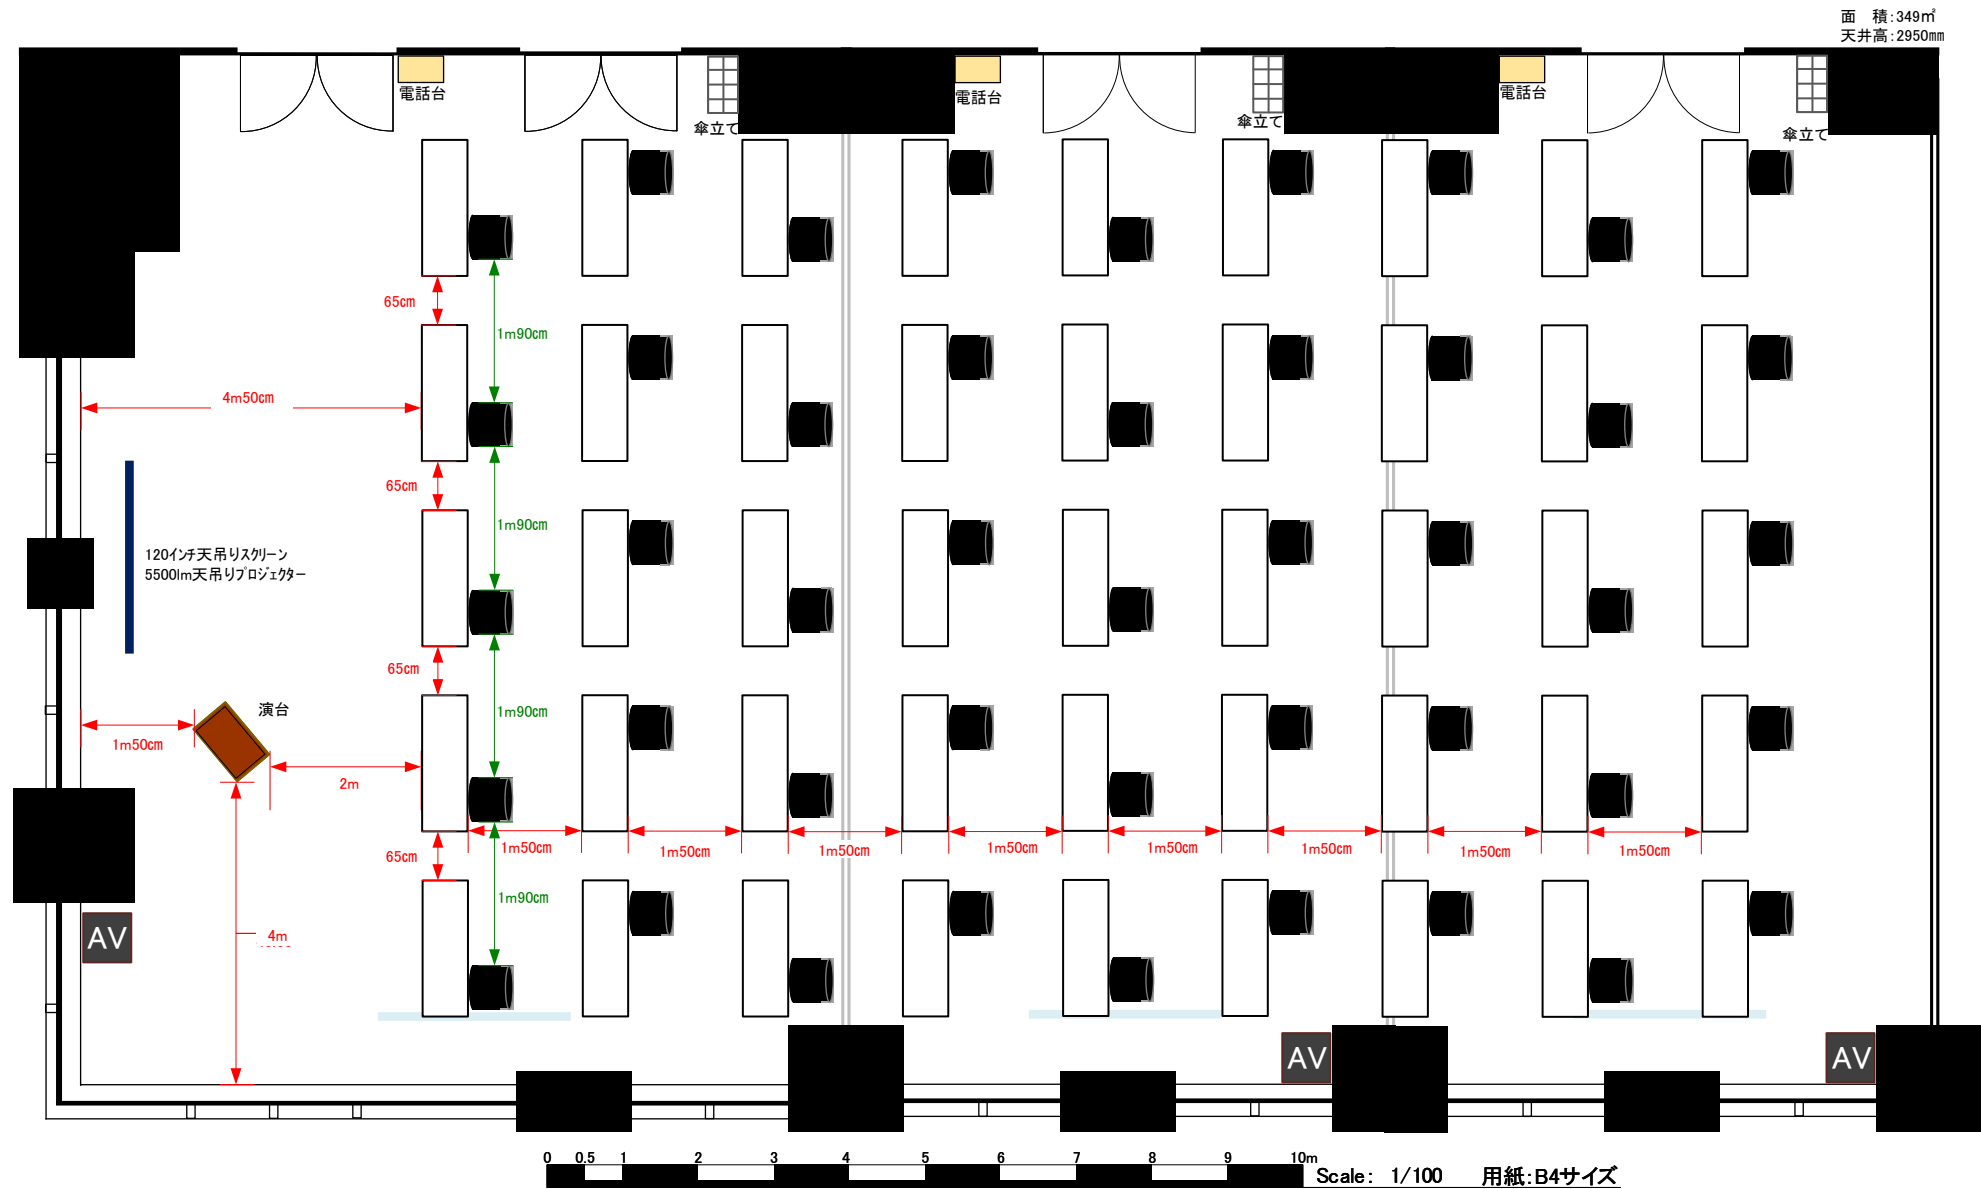 面　積:349㎡
天井高:2950mm
電話台
電話台
電話台
傘立て
傘立て
傘立て
65cm
1m90cm
4m50cm
65cm
1m90cm
120インチ天吊りスクリーン
5500lm天吊りプロジェクター
65cm
1m90cm
演台
1m50cm
2m
1m50cm
1m50cm
1m50cm
1m50cm
1m50cm
1m50cm
1m50cm
1m50cm
65cm
1m90cm
4m
AV
AV
AV
0 0.5 1 2 3 4 5 6 7 8 9 10m
Scale: 1/100 用紙:B4サイズ